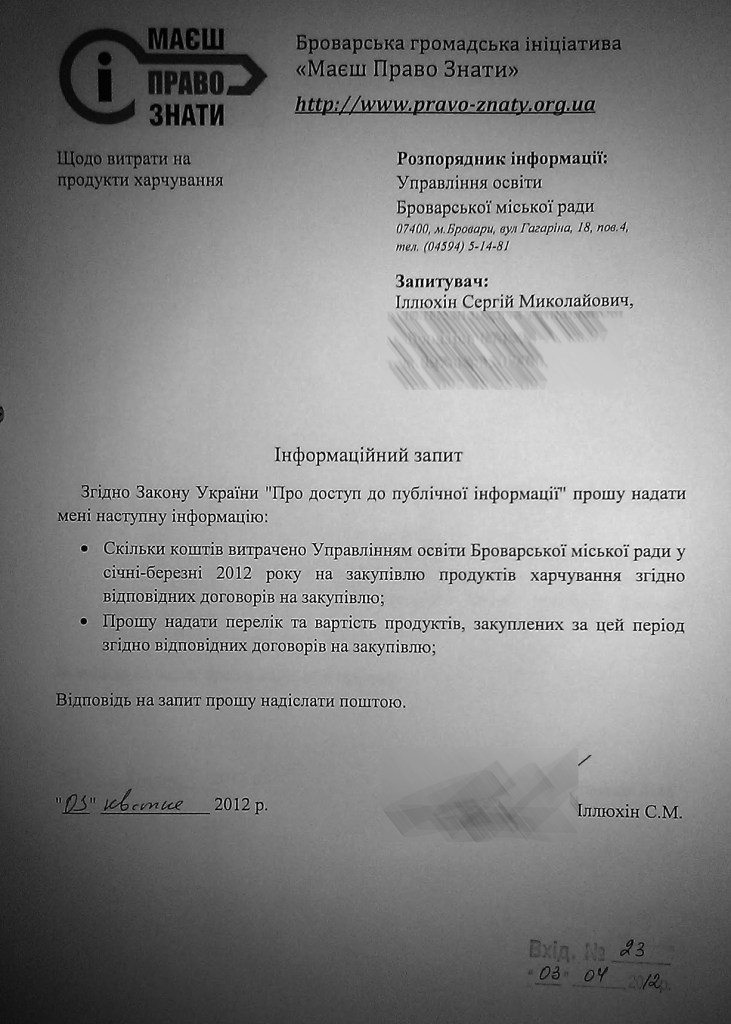 МАЄШ
ПРАВО
ЗНАТИ
Броварська громадська ініціатива
«Маєш Право Знати»
http://www.pravo-znaty.org.ua
Щодо витрати на
продукти харчування
Розпорядник інформації:
Управління освіти
Броварської міської ради
07400, м.Бровари, вул Гагаріна, 18, пов.4,
тел. (04594) 5-14-81
Запитувач:
Іллюхін Сергій Миколайович,
Інформаційний запит
Згідно Закону України "Про доступ до публічної інформації" прошу надати
мені наступну інформацію:
• Скільки коштів витрачено Управлінням освіти Броварської міської ради у
січні-березні 2012 року на закупівлю продуктів харчування згідно
відповідних договорів на закупівлю;
• Прошу надати перелік та вартість продуктів, закуплених за цей період
згідно відповідних договорів на закупівлю;
Відповідь на запит прошу надіслати поштою.
"03" квітня 2012 р.
Іллюхін С.М.
Вхід. № 23
"03" 04 2012р.